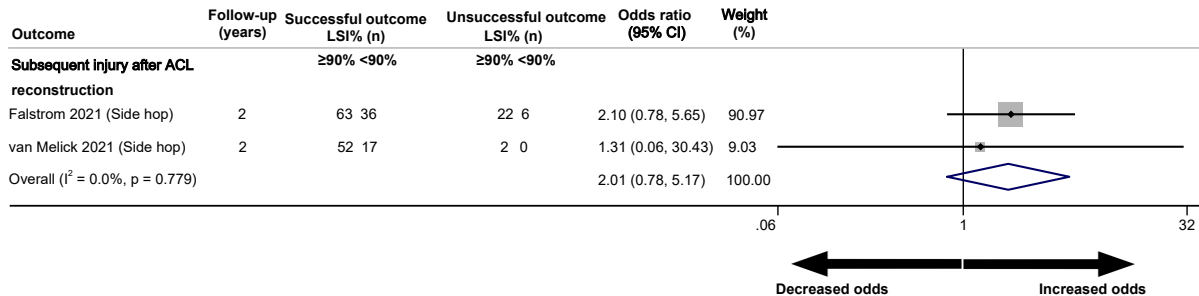 Outcome Follow-up (years) Successful outcome LSI% (n) Unsuccessful outcome LSI% (n) Odds ratio (95% CI) Weight (%)
Subsequent injury after ACL reconstruction ≥90% <90% ≥90% <90%
Falstrom 2021 (Side hop) 2 63 36 22 6 2.10 (0.78, 5.65) 90.97
van Melick 2021 (Side hop) 2 52 17 2 0 1.31 (0.06, 30.43) 9.03
Overall (I² = 0.0%, p = 0.779) 2.01 (0.78, 5.17) 100.00
.06 1 32
Decreased odds Increased odds